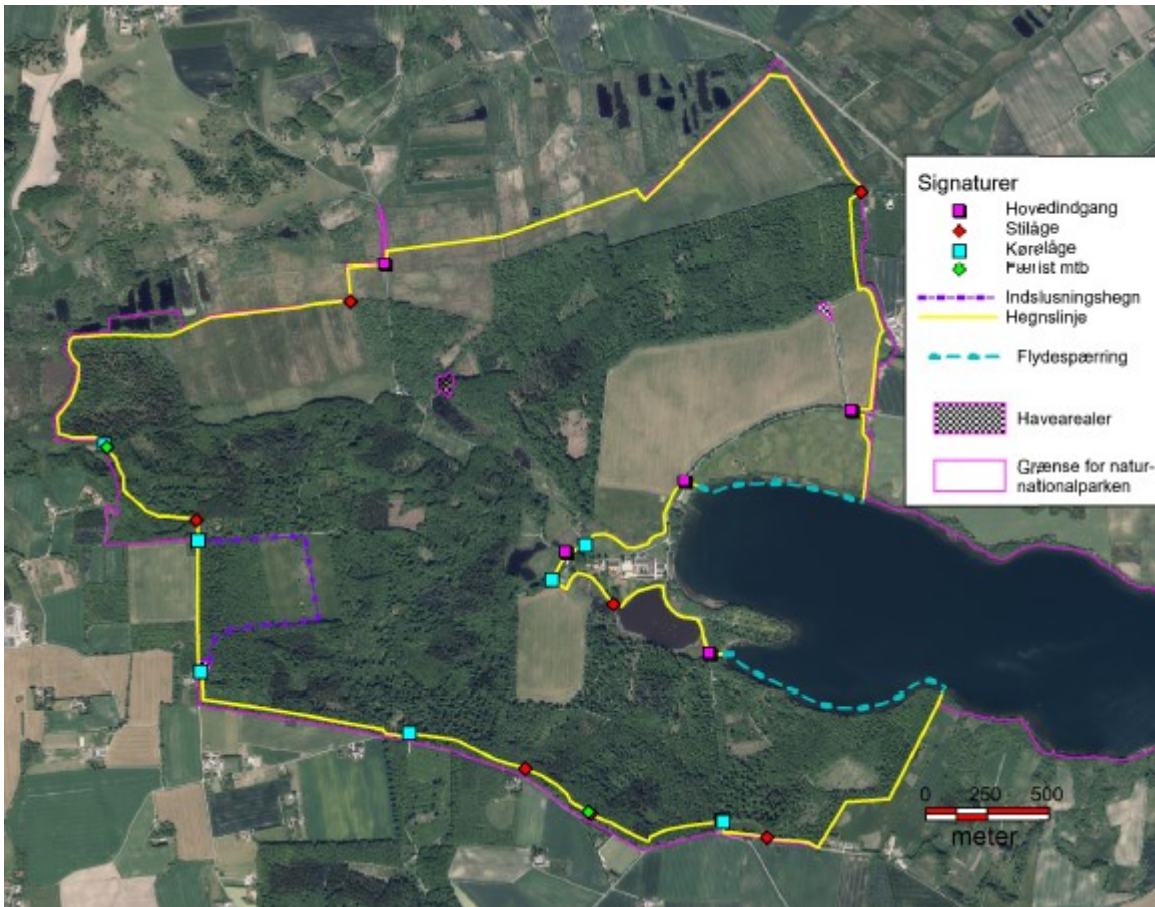 Signaturer
Hovedindgang
Stilåge
Kørelåge
Færist mtb
Indslusningshegn
Hegnslinje
Flydespærring
Havearealer
Grænse for natur-
nationalparken
0 250 500
meter